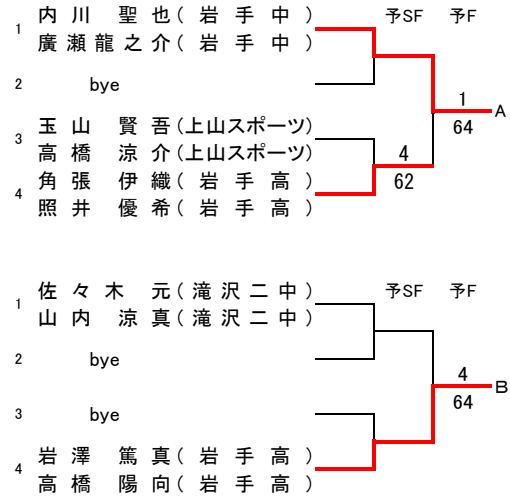 予SF 予F
1 内川 聖也(岩手中)
廣瀬龍之介(岩手中)
2 bye
1
64
A
3 玉山 賢吾(上山スポーツ)
高橋 涼介(上山スポーツ)
4
62
4 角張 伊織(岩手高)
照井 優希(岩手高)
予SF 予F
1 佐々木 元(滝沢二中)
山内 涼真(滝沢二中)
2 bye
4
64
B
3 bye
4 岩澤 篤真(岩手高)
高橋 陽向(岩手高)